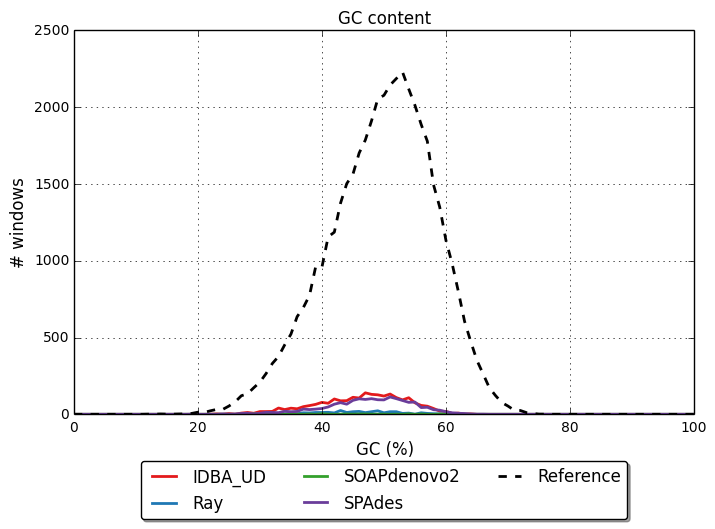 GC content
2500
2000
1500
1000
500
0
# windows
0 20 40 60 80 100
GC (%)
IDBA_UD SOAPdenovo2 Reference
Ray SPAdes